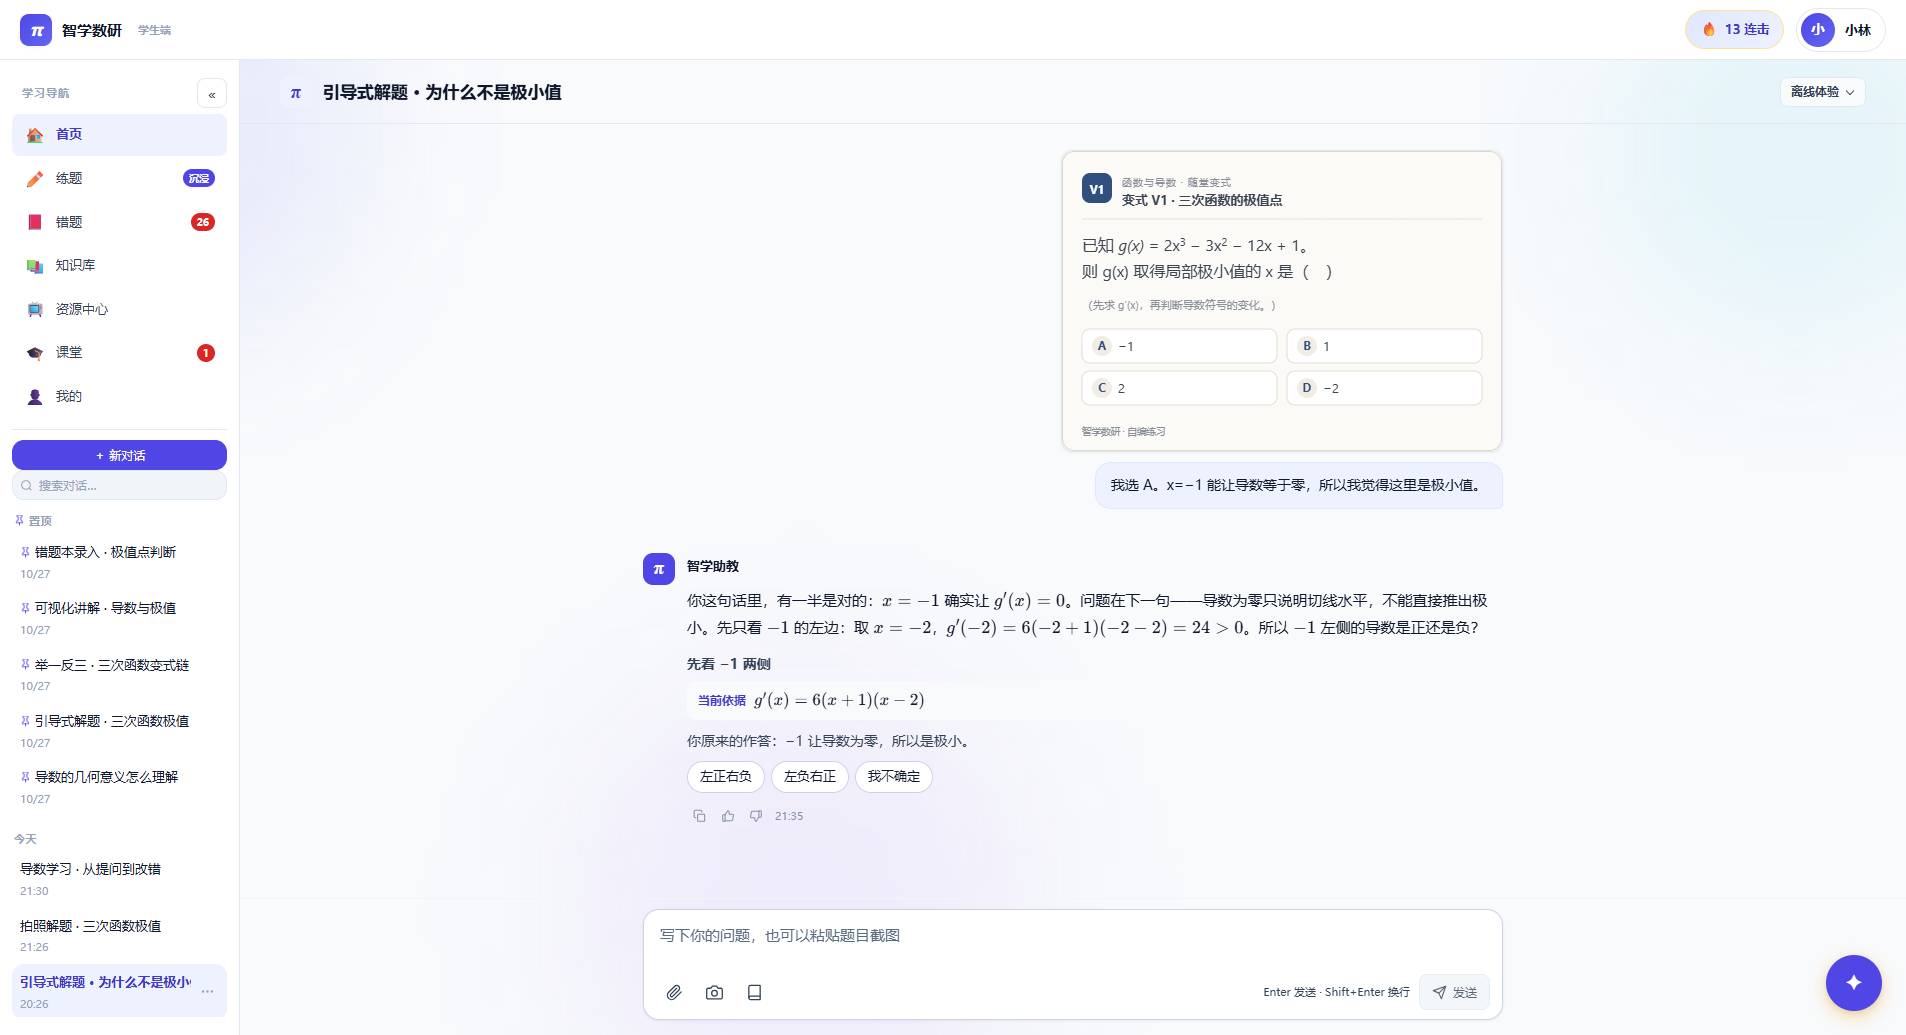 π 智学数研 学生端
🔥 13 连击
小 小林
学习导航 «
首页
练题 沉浸
错题 26
知识库
资源中心
课堂 1
我的
+ 新对话
搜索对话...
置顶
错题本录入 · 极值点判断
10/27
可视化讲解 · 导数与极值
10/27
举一反三 · 三次函数变式链
10/27
引导式解题 · 三次函数极值
10/27
导数的几何意义怎么理解
10/27
今天
导数学习 · 从提问到改错
21:30
拍照解题 · 三次函数极值
21:26
引导式解题 • 为什么不是极小 ···
20:26
π 引导式解题 • 为什么不是极小值
离线体验
V1 函数与导数 · 随堂变式
变式 V1 · 三次函数的极值点
已知 g(x) = 2x³ − 3x² − 12x + 1。
则 g(x) 取得局部极小值的 x 是（ ）
（先求 g′(x)，再判断导数符号的变化。）
A −1
B 1
C 2
D −2
智学数研 · 自编练习
我选 A。x=−1 能让导数等于零，所以我觉得这里是极小值。
π 智学助教
你这句话里，有一半是对的：x = −1 确实让 g′(x) = 0。问题在下一句——导数为零只说明切线水平，不能直接推出极
小。先只看 −1 的左边：取 x = −2，g′(−2) = 6(−2 + 1)(−2 − 2) = 24 > 0。所以 −1 左侧的导数是正还是负？
先看 −1 两侧
当前依据 g′(x) = 6(x + 1)(x − 2)
你原来的作答：−1 让导数为零，所以是极小。
左正右负 左负右正 我不确定
21:35
写下你的问题，也可以粘贴题目截图
Enter 发送 · Shift+Enter 换行 发送